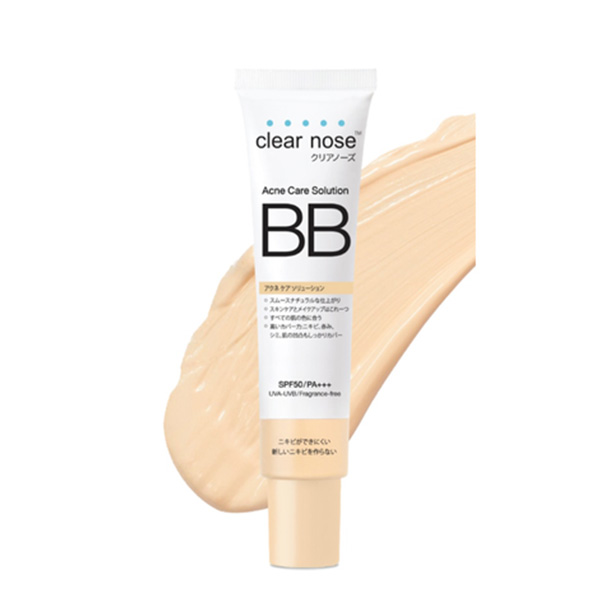 clear nose™
クリアノーズ
Acne Care Solution
BB
アクネ ケア ソリューション
スムースナチュラルな仕上がり
スキンケアとメイクアップはこれ一つ
すべての肌の色に合う
高いカバー力:ニキビ、赤み、
シミ、肌の凹凸もしっかりカバー
SPF50/PA+++
UVA-UVB/Fragrance-free
ニキビができにくい
新しいニキビを作らない